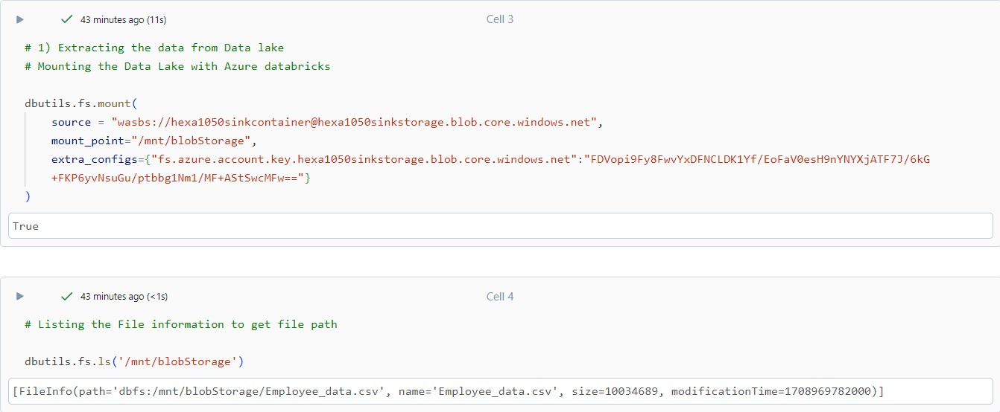 43 minutes ago (11s)
Cell 3
# 1) Extracting the data from Data lake
# Mounting the Data Lake with Azure databricks
dbutils.fs.mount(
source = "wasbs://hexa1050sinkcontainer@hexa1050sinkstorage.blob.core.windows.net",
mount_point="/mnt/blobStorage",
extra_configs={"fs.azure.account.key.hexa1050sinkstorage.blob.core.windows.net":"FDVopi9Fy8FwvYxDFNCLDK1Yf/EoFaV0esH9nYNYXjATF7J/6kG
+FKP6yvNsuGu/ptbbg1Nm1/MF+AStSwcMFw=="}
)
True
43 minutes ago (<1s)
Cell 4
# Listing the File information to get file path
dbutils.fs.ls('/mnt/blobStorage')
[FileInfo(path='dbfs:/mnt/blobStorage/Employee_data.csv', name='Employee_data.csv', size=10034689, modificationTime=1708969782000)]